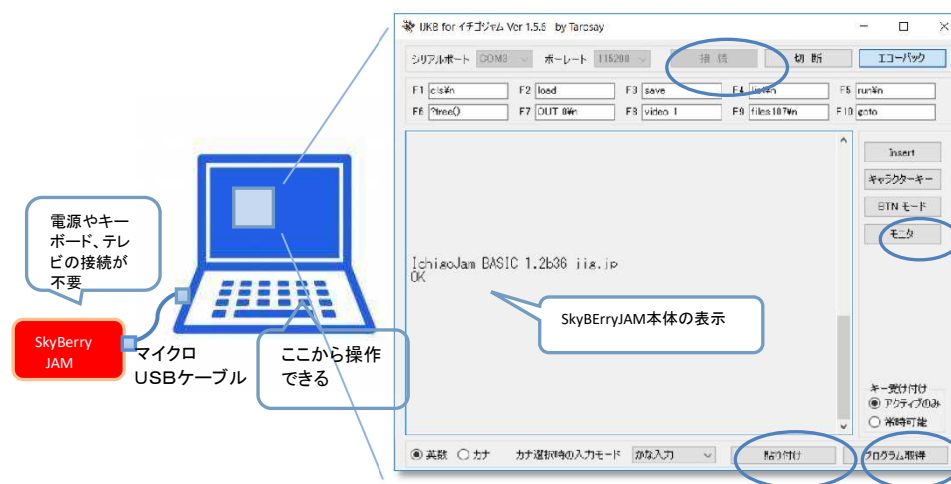 IJKB for イチゴジャム Ver 1.5.6 by Tarosay
シリアルポート COM3 ボーレート 115200 接続 切断 エコーバック
F1 cls¥n F2 load F3 save F4 list¥n F5 run¥n
F6 ?free() F7 OUT 0¥n F8 video 1 F9 files107¥n F10 goto
Insert
キャラクターキー
BTN モード
モニタ
IchigoJam BASIC 1.2b36 jig.jp
OK
SkyBErryJAM本体の表示
キー受け付け
アクティブのみ
常時可能
英数 カナ カナ選択時の入力モード かな入力 貼り付け プログラム取得
電源やキー
ボード、テレ
ビの接続が
不要
SkyBerry
JAM
マイクロ
USBケーブル
ここから操作
できる